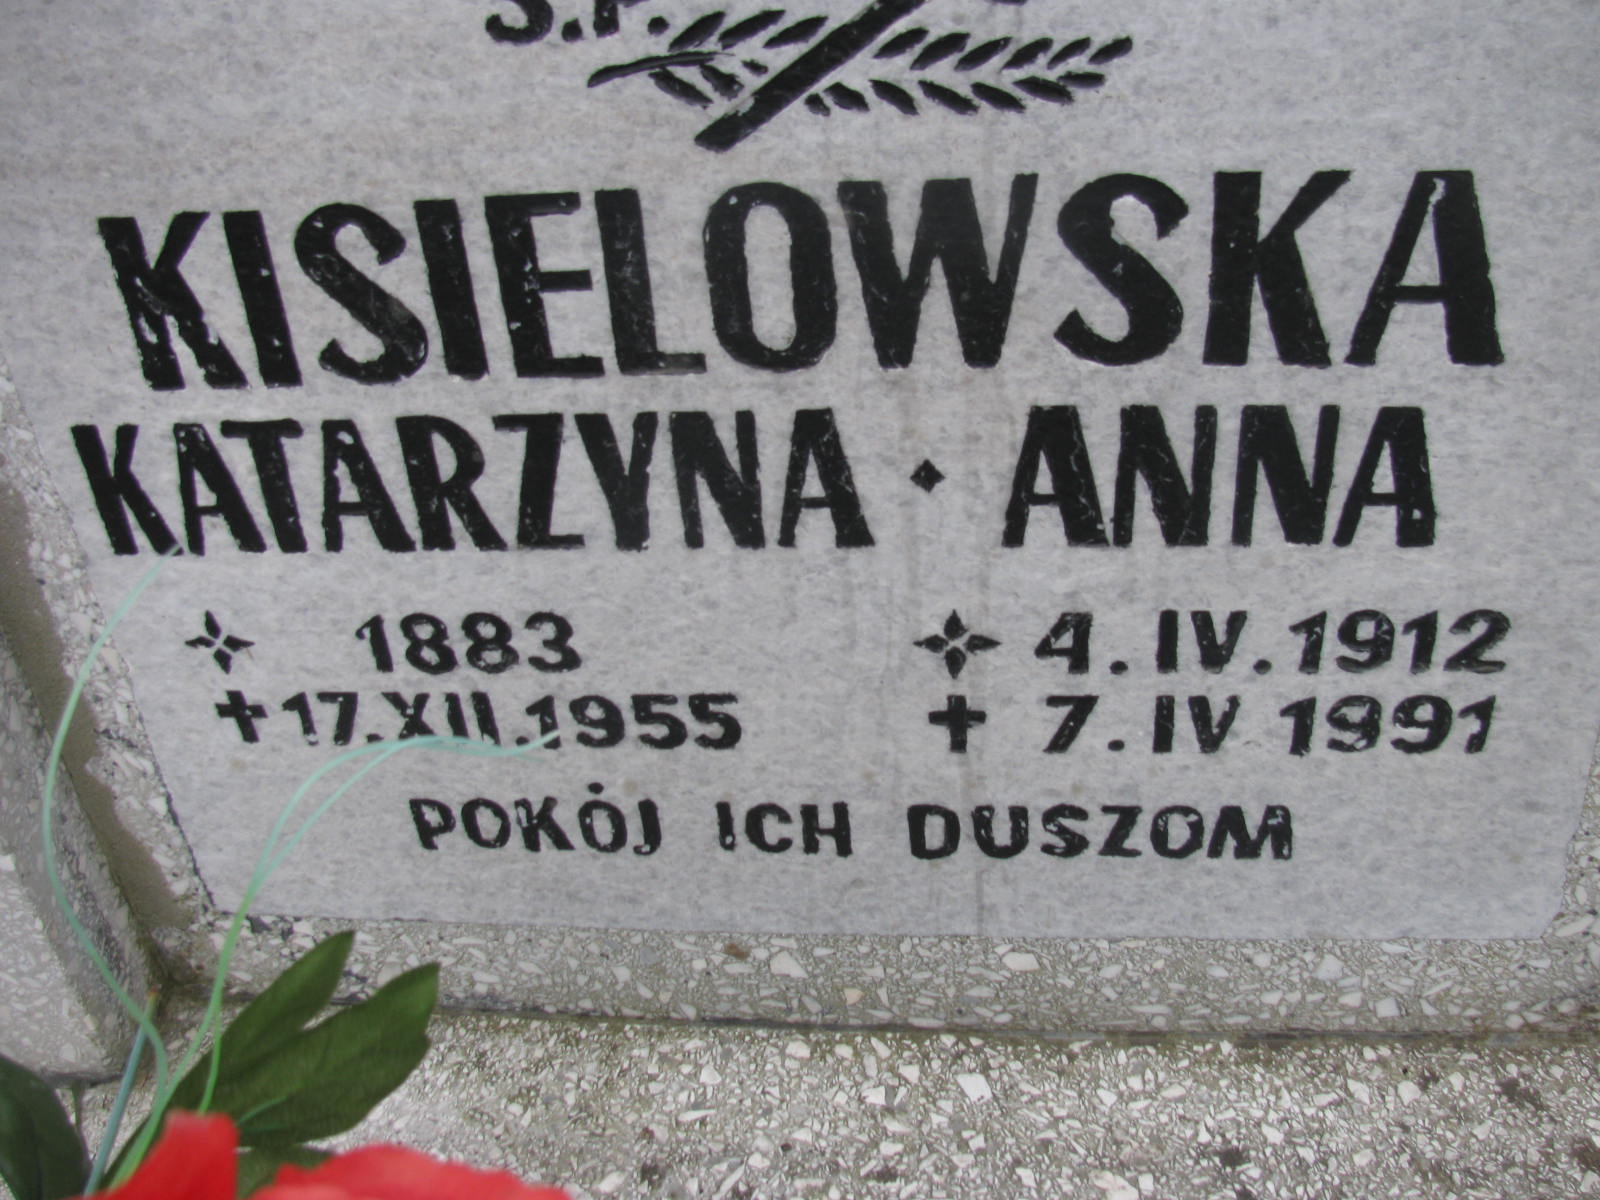 Ś.P.
KISIELOWSKA
KATARZYNA · ANNA
1883
4.IV.1912
✝17.XII.1955
✝ 7.IV 1991
POKÓJ ICH DUSZOM